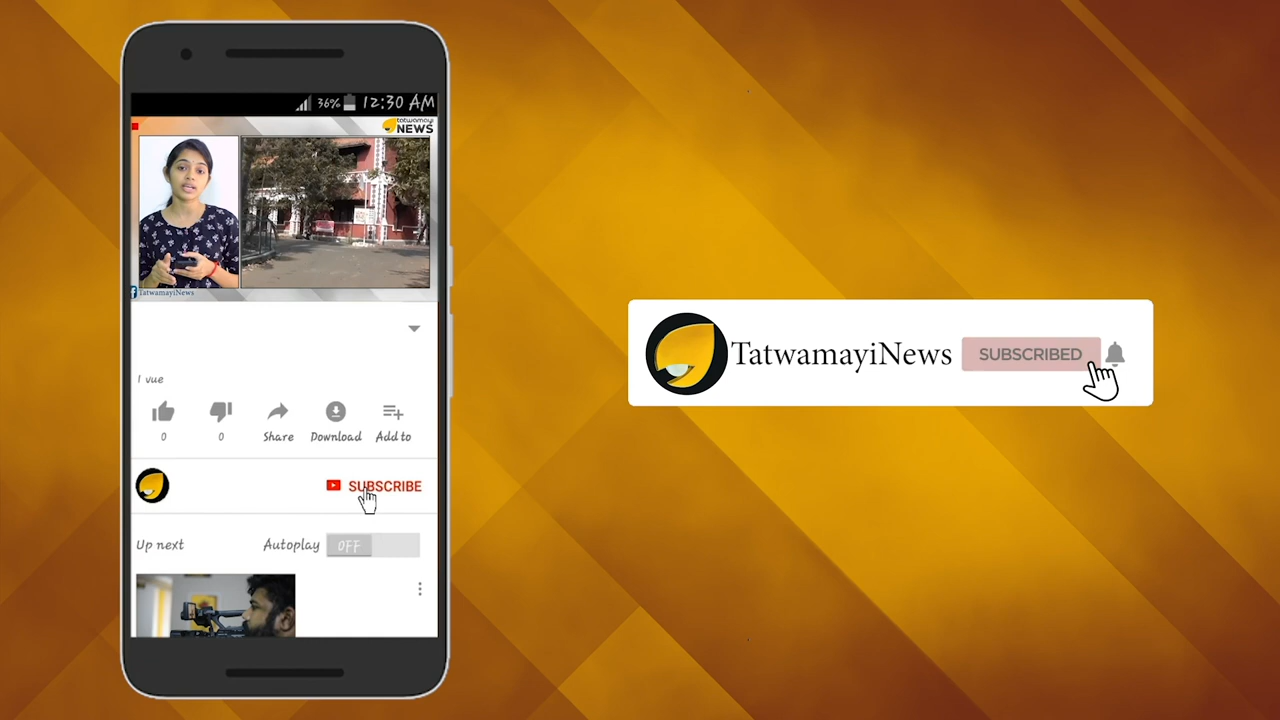 36% 12:30 AM
tatwamayi
NEWS
TatwamayiNews
1 vue
0 0 Share Download Add to
SUBSCRIBE
Up next Autoplay OFF
TatwamayiNews SUBSCRIBED